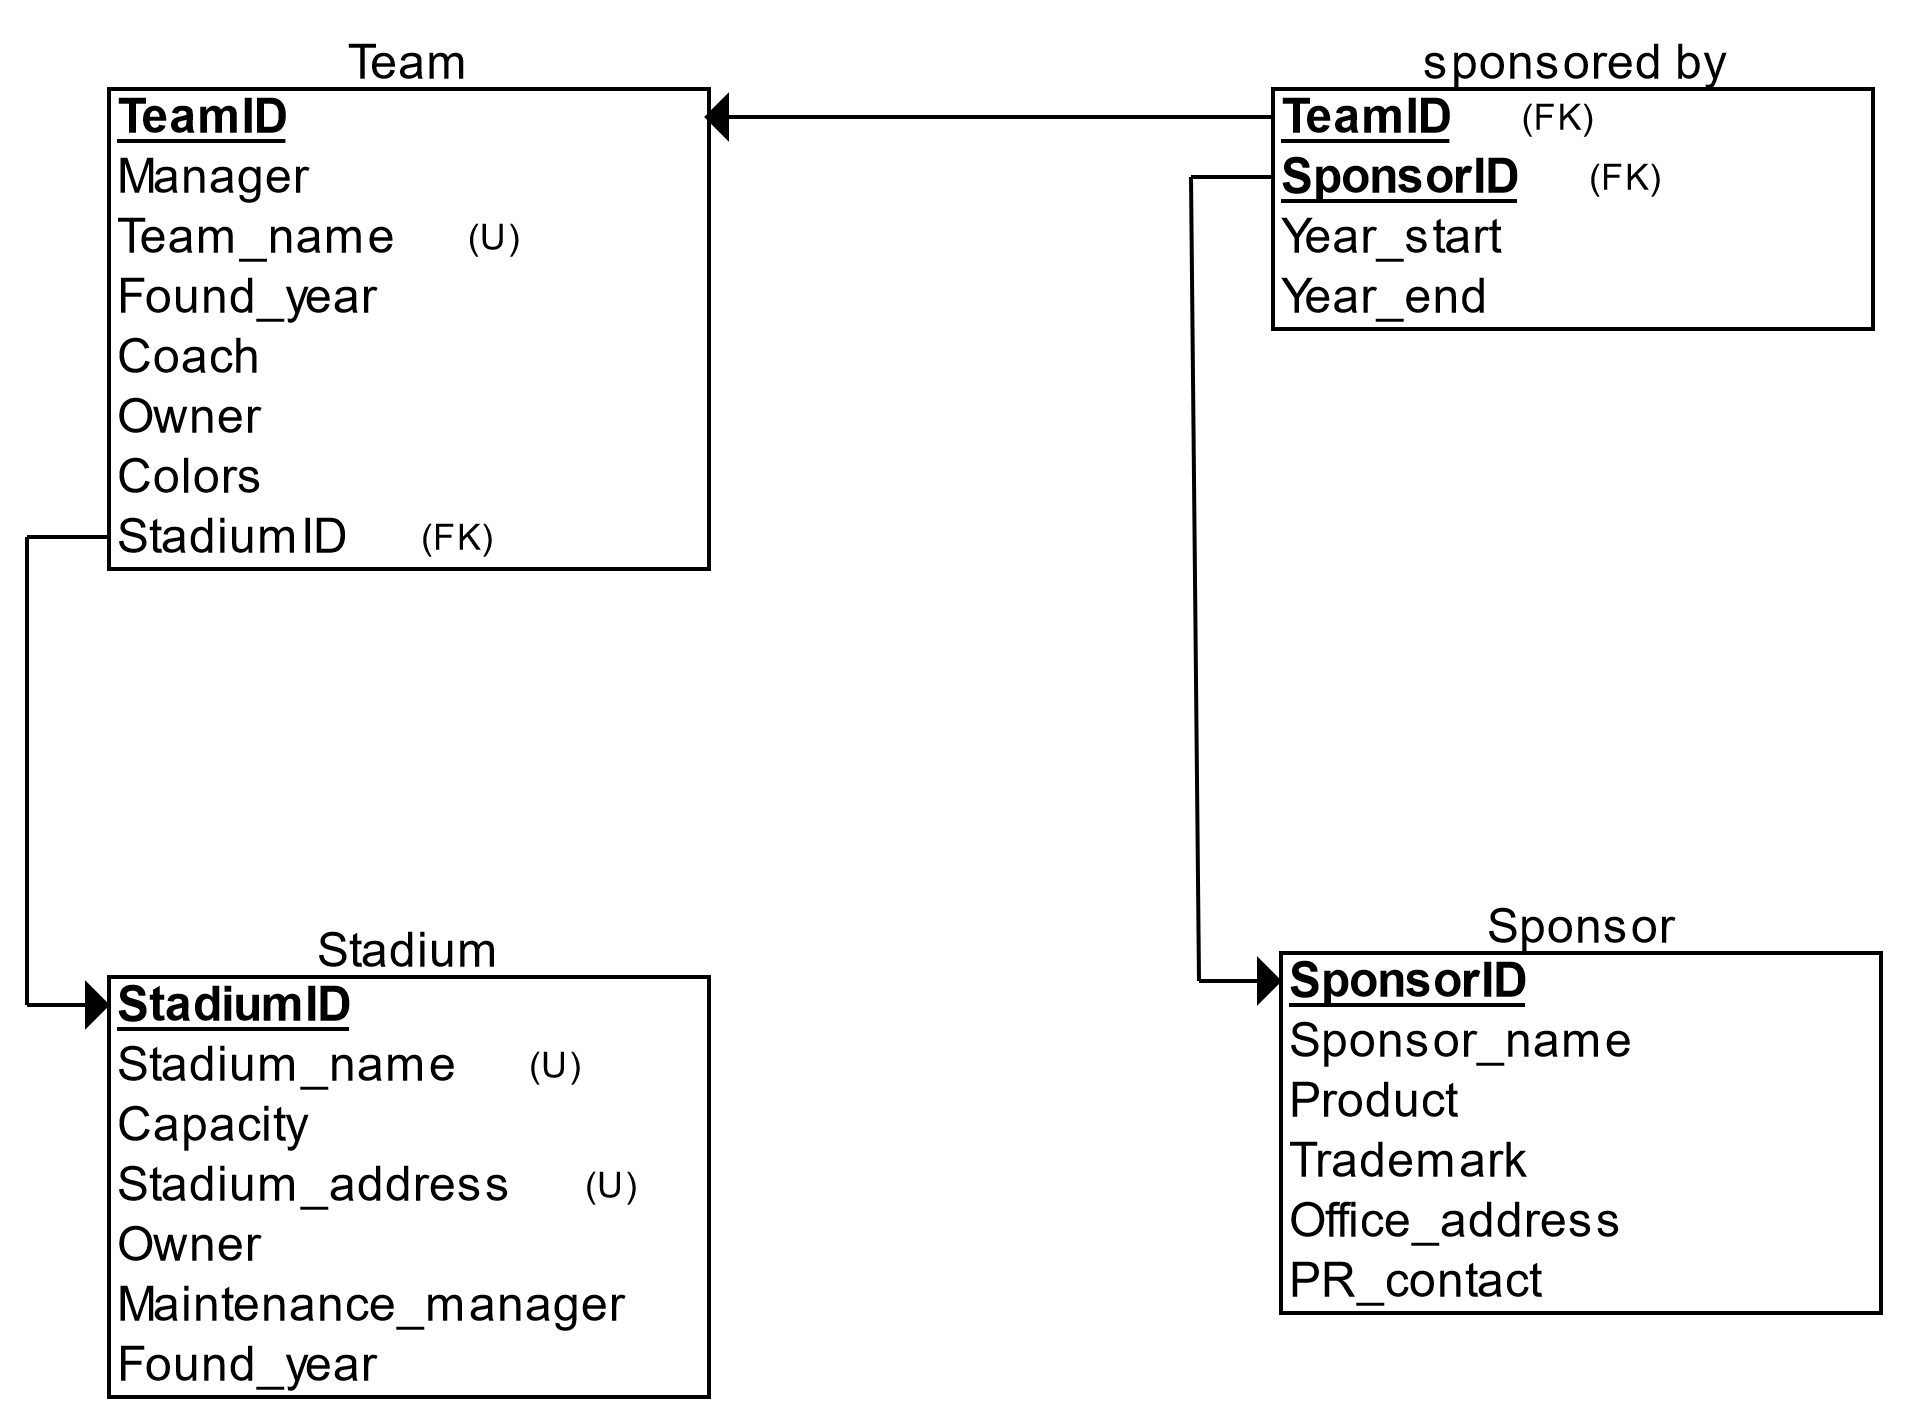 Team
TeamID
Manager
Team_name (U)
Found_year
Coach
Owner
Colors
StadiumID (FK)
sponsored by
TeamID (FK)
SponsorID (FK)
Year_start
Year_end
Stadium
StadiumID
Stadium_name (U)
Capacity
Stadium_address (U)
Owner
Maintenance_manager
Found_year
Sponsor
SponsorID
Sponsor_name
Product
Trademark
Office_address
PR_contact